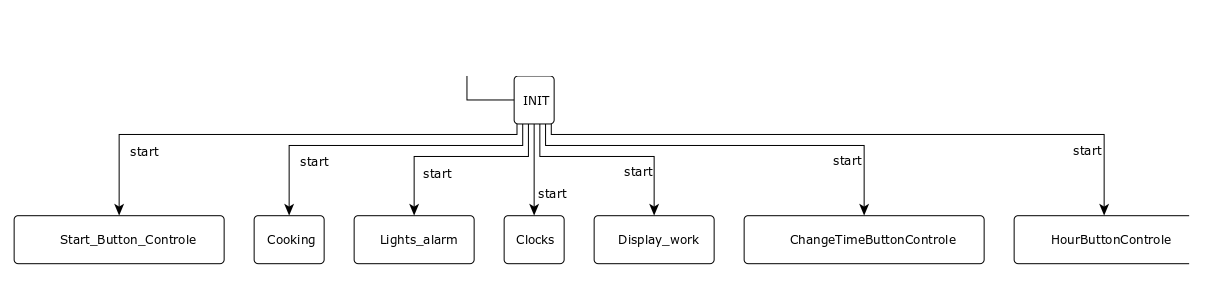 INIT
start
start
start
start
start
start
start
Start_Button_Controle
Cooking
Lights_alarm
Clocks
Display_work
ChangeTimeButtonControle
HourButtonControle